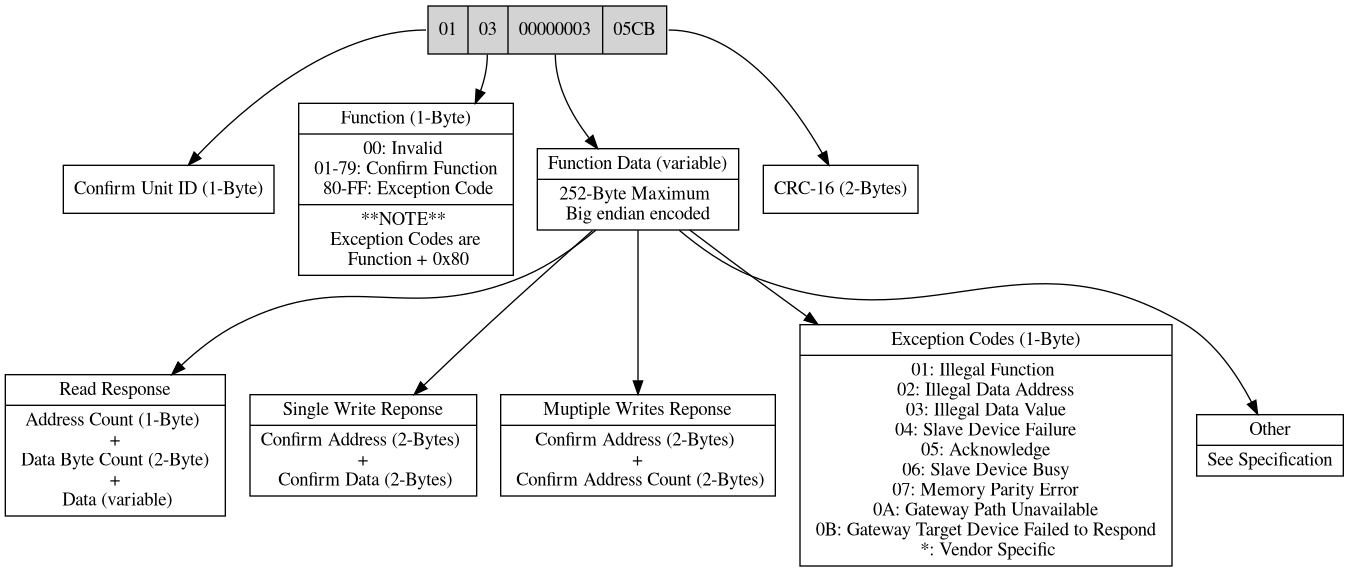 01 03 00000003 05CB
Confirm Unit ID (1-Byte)
Function (1-Byte)
00: Invalid
01-79: Confirm Function
80-FF: Exception Code
**NOTE**
Exception Codes are
Function + 0x80
Function Data (variable)
252-Byte Maximum
Big endian encoded
CRC-16 (2-Bytes)
Read Response
Address Count (1-Byte)
+
Data Byte Count (2-Byte)
+
Data (variable)
Single Write Reponse
Confirm Address (2-Bytes)
+
Confirm Data (2-Bytes)
Muptiple Writes Reponse
Confirm Address (2-Bytes)
+
Confirm Address Count (2-Bytes)
Exception Codes (1-Byte)
01: Illegal Function
02: Illegal Data Address
03: Illegal Data Value
04: Slave Device Failure
05: Acknowledge
06: Slave Device Busy
07: Memory Parity Error
0A: Gateway Path Unavailable
0B: Gateway Target Device Failed to Respond
*: Vendor Specific
Other
See Specification